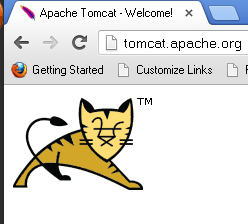 Apache Tomcat - Welcome!
tomcat.apache.org
Getting Started Customize Links
TM